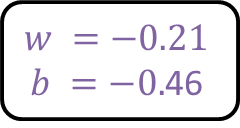 w = −0.21
b = −0.46